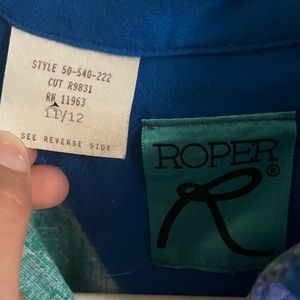 STYLE 50-540-222
CUT R9831
RN 11963
11/12
SEE REVERSE SIDE
ROPER
R®